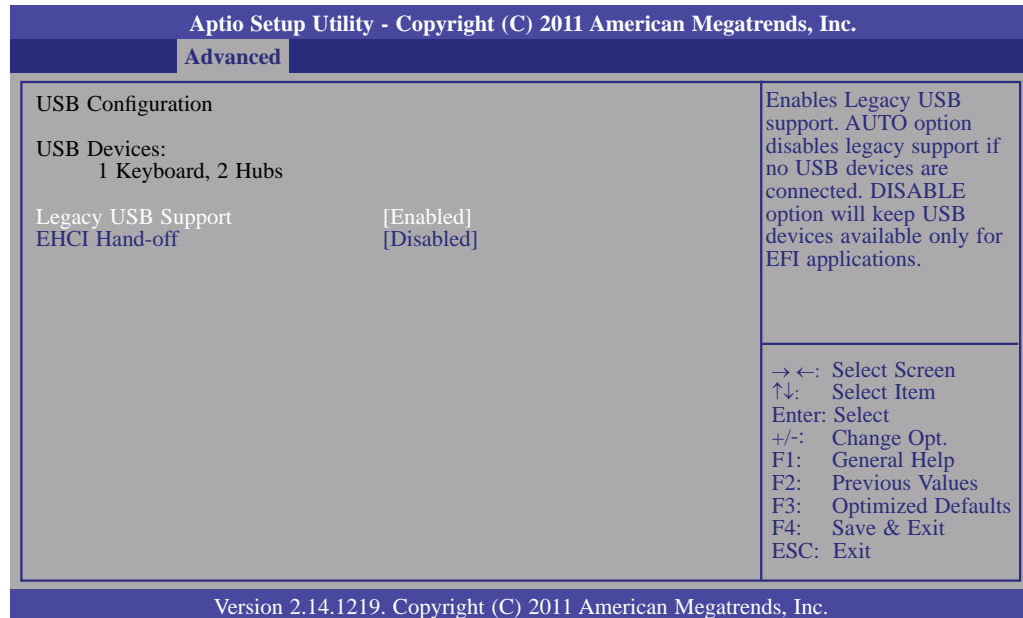 Aptio Setup Utility - Copyright (C) 2011 American Megatrends, Inc.
Advanced
USB Configuration
USB Devices:
1 Keyboard, 2 Hubs
Legacy USB Support [Enabled]
EHCI Hand-off [Disabled]
Enables Legacy USB
support. AUTO option
disables legacy support if
no USB devices are
connected. DISABLE
option will keep USB
devices available only for
EFI applications.
→ ←: Select Screen
↑↓: Select Item
Enter: Select
+/-: Change Opt.
F1: General Help
F2: Previous Values
F3: Optimized Defaults
F4: Save & Exit
ESC: Exit
Version 2.14.1219. Copyright (C) 2011 American Megatrends, Inc.